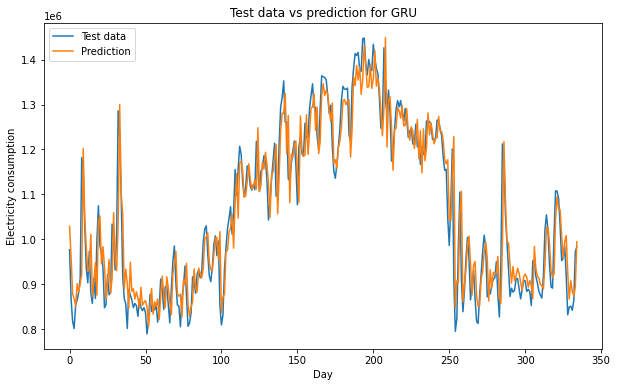 Test data vs prediction for GRU
1e6
Test data
Prediction
1.4
1.3
1.2
1.1
1.0
0.9
0.8
Electricity consumption
0
50
100
150
200
250
300
350
Day